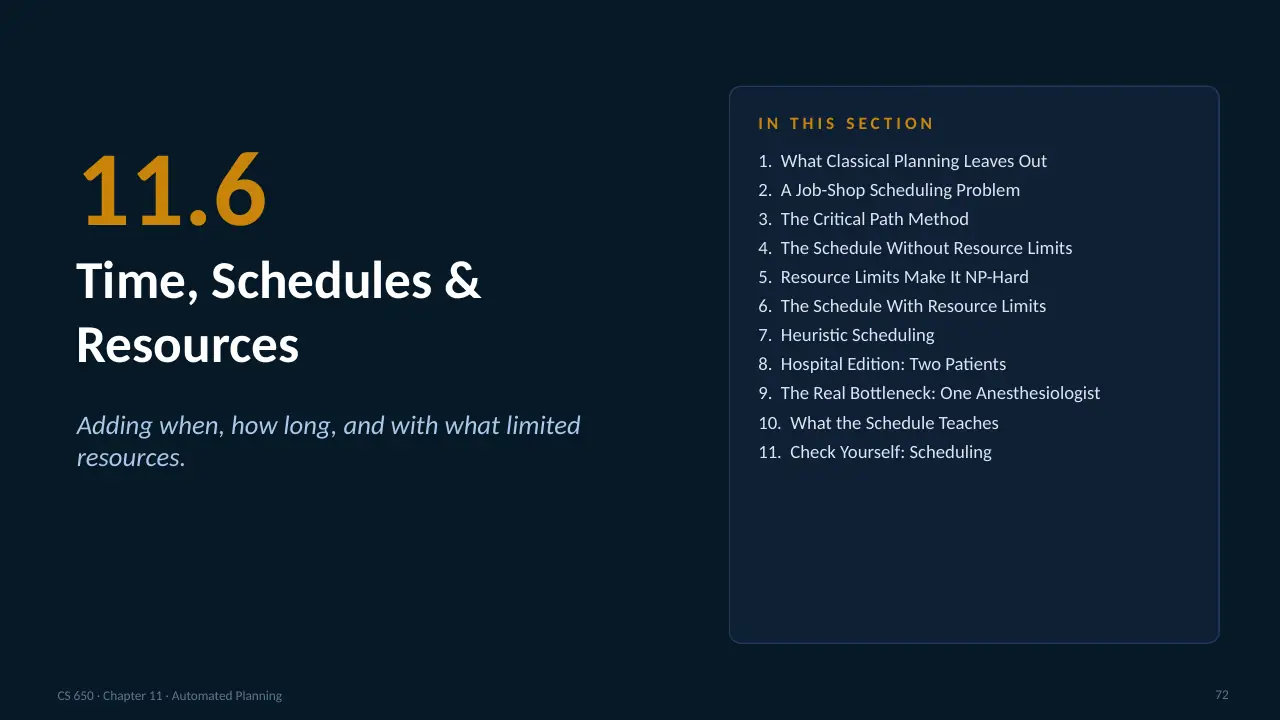 11.6
Time, Schedules &
Resources
Adding when, how long, and with what limited
resources.
IN THIS SECTION
1. What Classical Planning Leaves Out
2. A Job-Shop Scheduling Problem
3. The Critical Path Method
4. The Schedule Without Resource Limits
5. Resource Limits Make It NP-Hard
6. The Schedule With Resource Limits
7. Heuristic Scheduling
8. Hospital Edition: Two Patients
9. The Real Bottleneck: One Anesthesiologist
10. What the Schedule Teaches
11. Check Yourself: Scheduling
CS 650 · Chapter 11 · Automated Planning
72